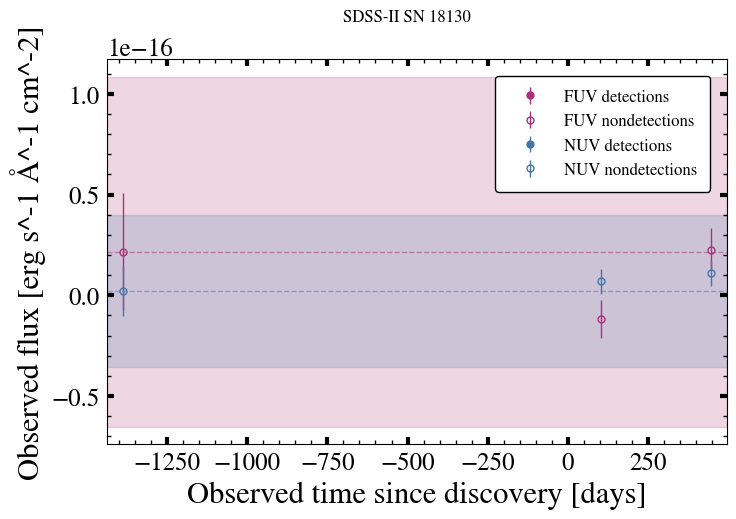 SDSS-II SN 18130
1e−16
Observed flux [erg s^-1 Å^-1 cm^-2]
1.0
0.5
0.0
−0.5
FUV detections
FUV nondetections
NUV detections
NUV nondetections
−1250 −1000 −750 −500 −250 0 250
Observed time since discovery [days]